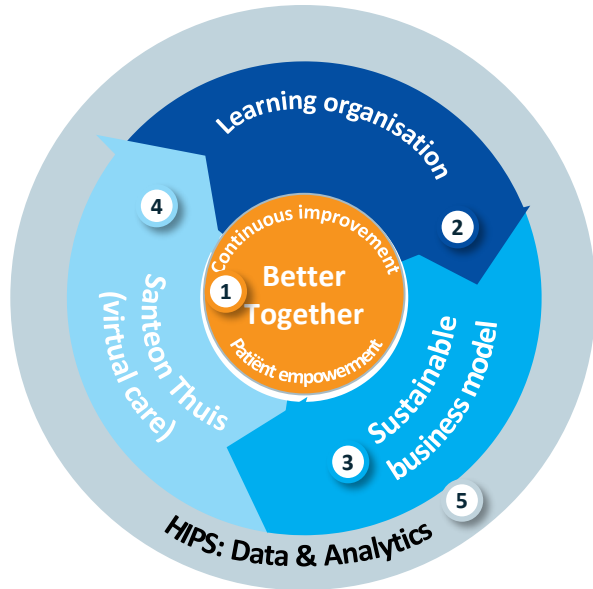 Learning organisation
2
Continuous improvement
1
Better
Together
Patiënt empowerment
Sustainable
business model
3
4
Santeon Thuis
(virtual care)
5
HIPS: Data & Analytics